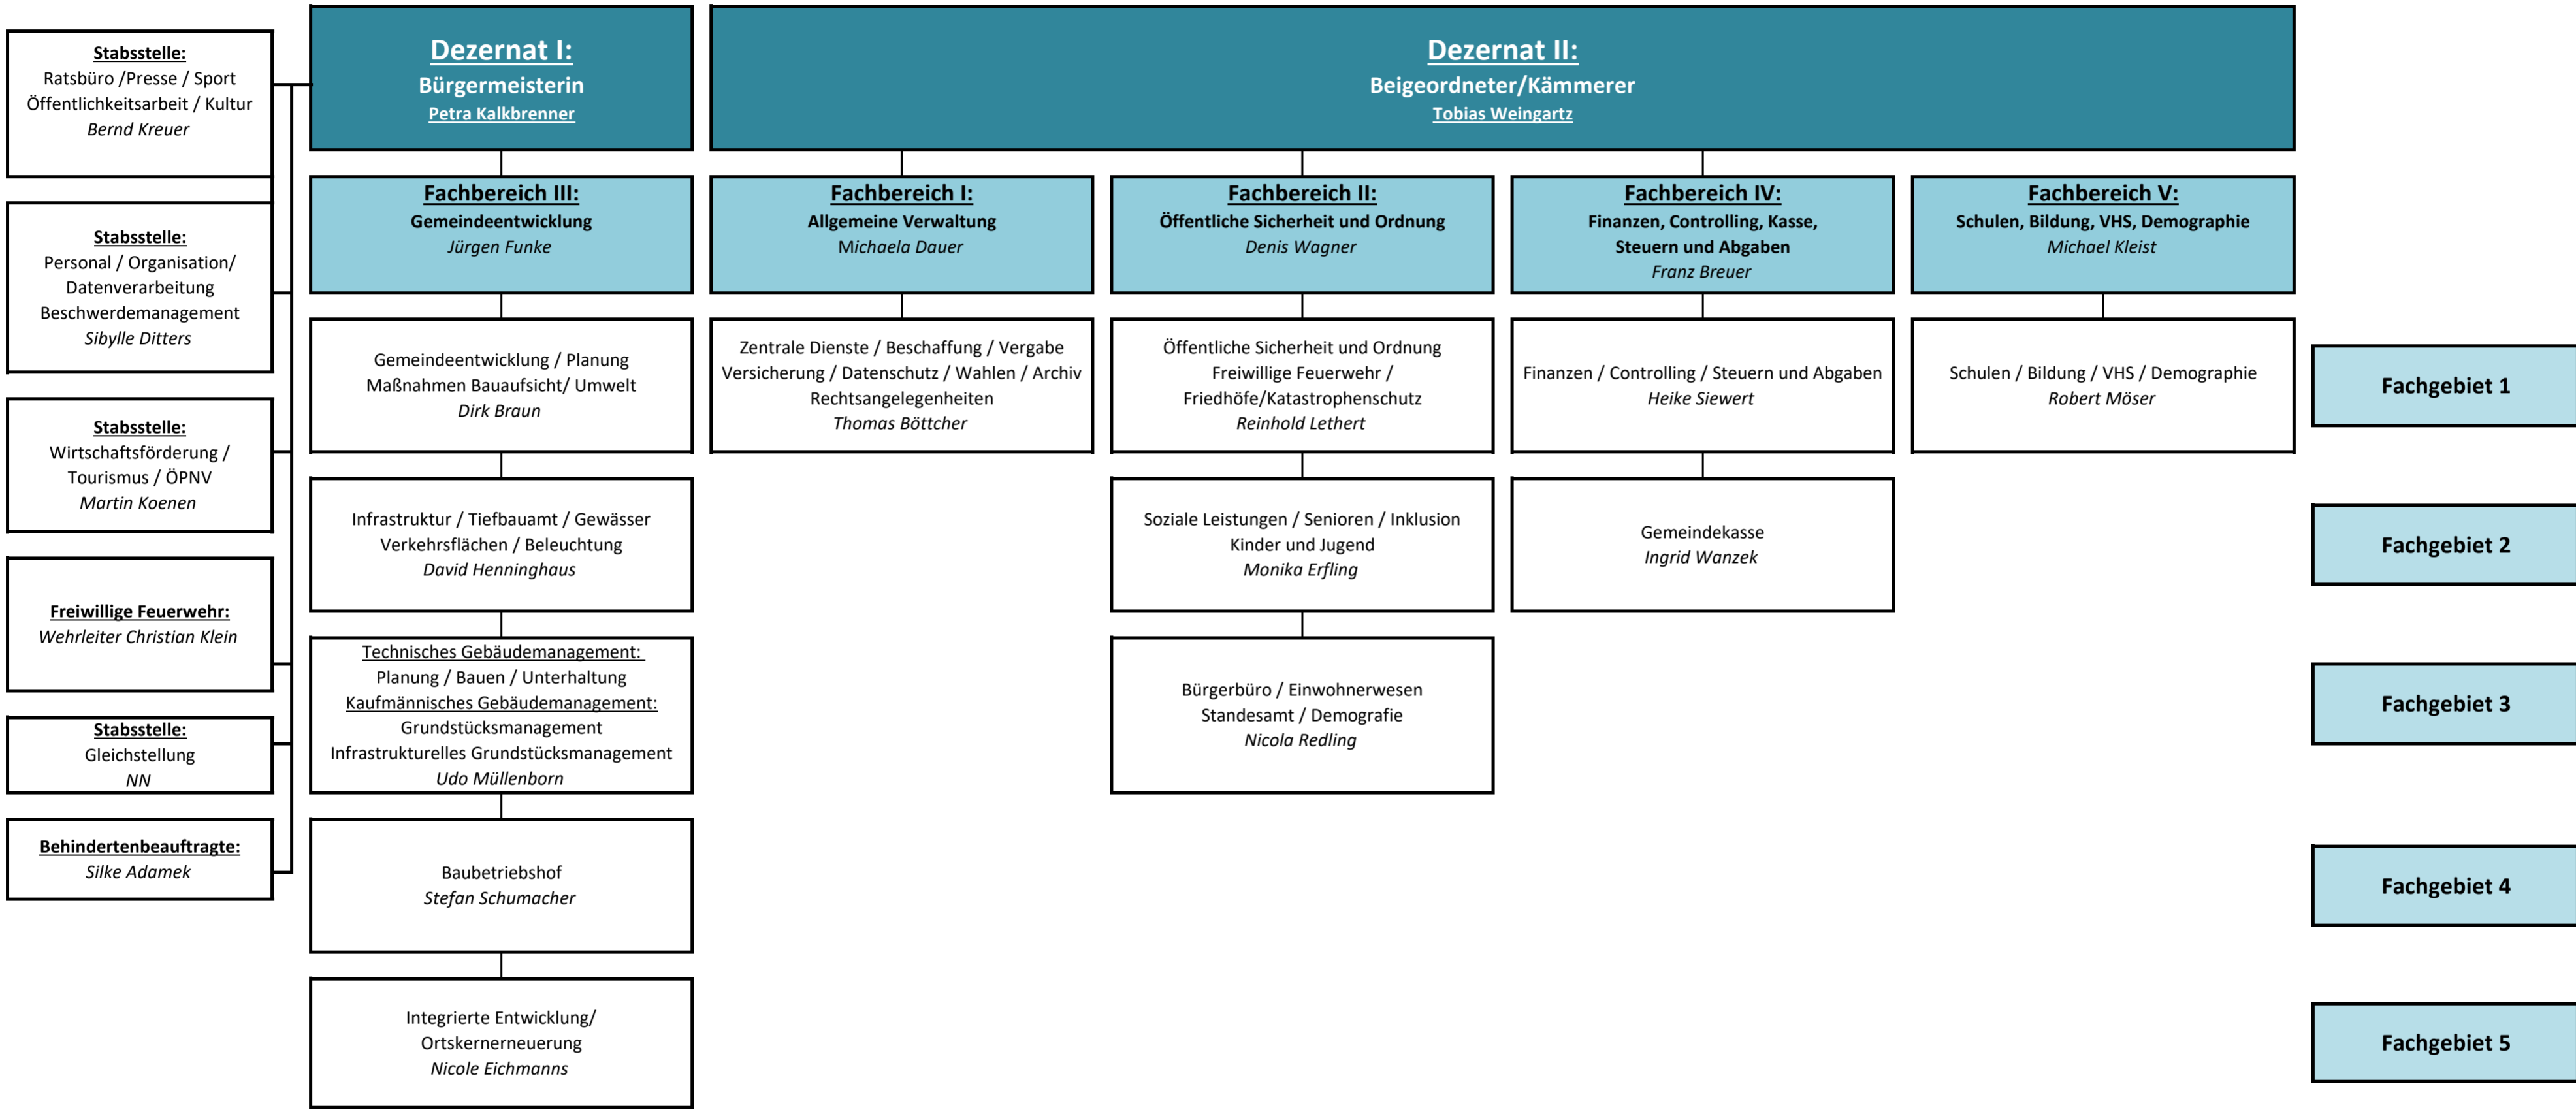 Stabsstelle:
Ratsbüro /Presse / Sport
Öffentlichkeitsarbeit / Kultur
Bernd Kreuer
Stabsstelle:
Personal / Organisation/
Datenverarbeitung
Beschwerdemanagement
Sibylle Ditters
Stabsstelle:
Wirtschaftsförderung /
Tourismus / ÖPNV
Martin Koenen
Freiwillige Feuerwehr:
Wehrleiter Christian Klein
Stabsstelle:
Gleichstellung
NN
Behindertenbeauftragte:
Silke Adamek
Dezernat I:
Bürgermeisterin
Petra Kalkbrenner
Fachbereich III:
Gemeindeentwicklung
Jürgen Funke
Gemeindeentwicklung / Planung
Maßnahmen Bauaufsicht/ Umwelt
Dirk Braun
Infrastruktur / Tiefbauamt / Gewässer
Verkehrsflächen / Beleuchtung
David Henninghaus
Technisches Gebäudemanagement:
Planung / Bauen / Unterhaltung
Kaufmännisches Gebäudemanagement:
Grundstücksmanagement
Infrastrukturelles Grundstücksmanagement
Udo Müllenborn
Baubetriebshof
Stefan Schumacher
Integrierte Entwicklung/
Ortskernerneuerung
Nicole Eichmanns
Dezernat II:
Beigeordneter/Kämmerer
Tobias Weingartz
Fachbereich I:
Allgemeine Verwaltung
Michaela Dauer
Zentrale Dienste / Beschaffung / Vergabe
Versicherung / Datenschutz / Wahlen / Archiv
Rechtsangelegenheiten
Thomas Böttcher
Fachbereich II:
Öffentliche Sicherheit und Ordnung
Denis Wagner
Öffentliche Sicherheit und Ordnung
Freiwillige Feuerwehr /
Friedhöfe/Katastrophenschutz
Reinhold Lethert
Soziale Leistungen / Senioren / Inklusion
Kinder und Jugend
Monika Erfling
Bürgerbüro / Einwohnerwesen
Standesamt / Demografie
Nicola Redling
Fachbereich IV:
Finanzen, Controlling, Kasse,
Steuern und Abgaben
Franz Breuer
Finanzen / Controlling / Steuern und Abgaben
Heike Siewert
Gemeindekasse
Ingrid Wanzek
Fachbereich V:
Schulen, Bildung, VHS, Demographie
Michael Kleist
Schulen / Bildung / VHS / Demographie
Robert Möser
Fachgebiet 1
Fachgebiet 2
Fachgebiet 3
Fachgebiet 4
Fachgebiet 5